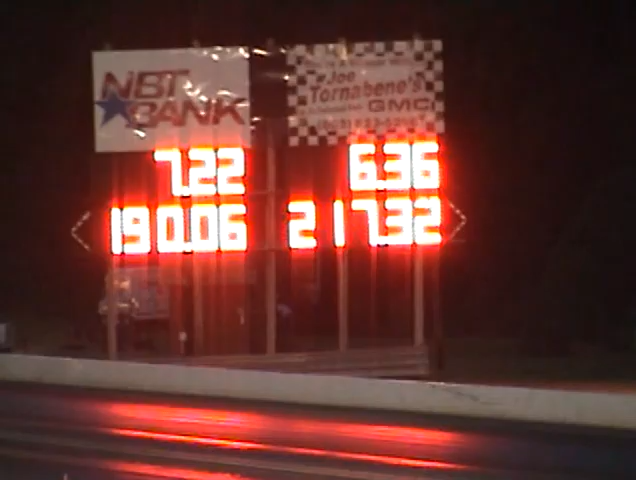 NBT
BANK
Joe
Tornabene's
GMC
7.22
6.36
190.06
217.32